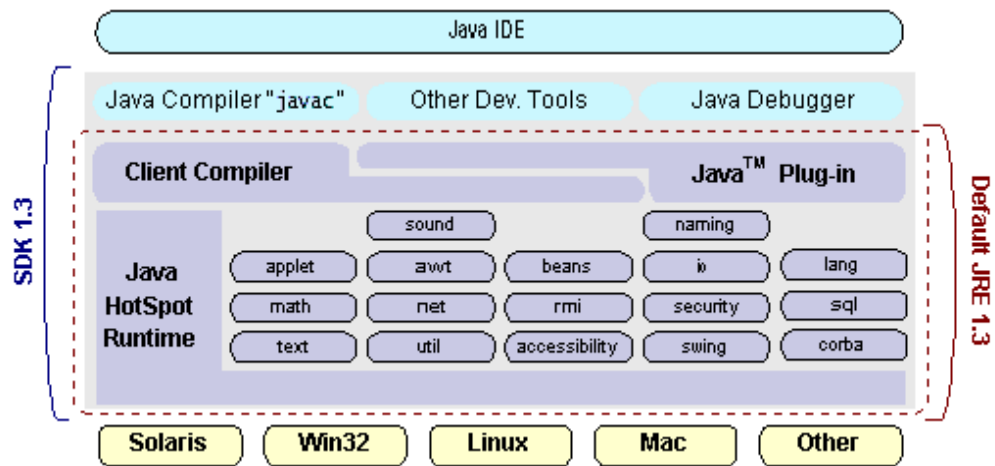 Java IDE
Java Compiler "javac"
Other Dev. Tools
Java Debugger
SDK 1.3
Default JRE 1.3
Client Compiler
Java™ Plug-in
Java
HotSpot
Runtime
sound
naming
applet
awt
beans
io
lang
math
net
rmi
security
sql
text
util
accessibility
swing
corba
Solaris
Win32
Linux
Mac
Other